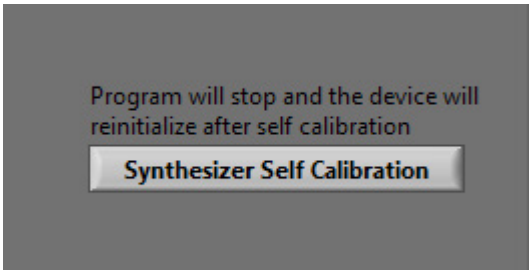 Program will stop and the device will
reinitialize after self calibration
Synthesizer Self Calibration